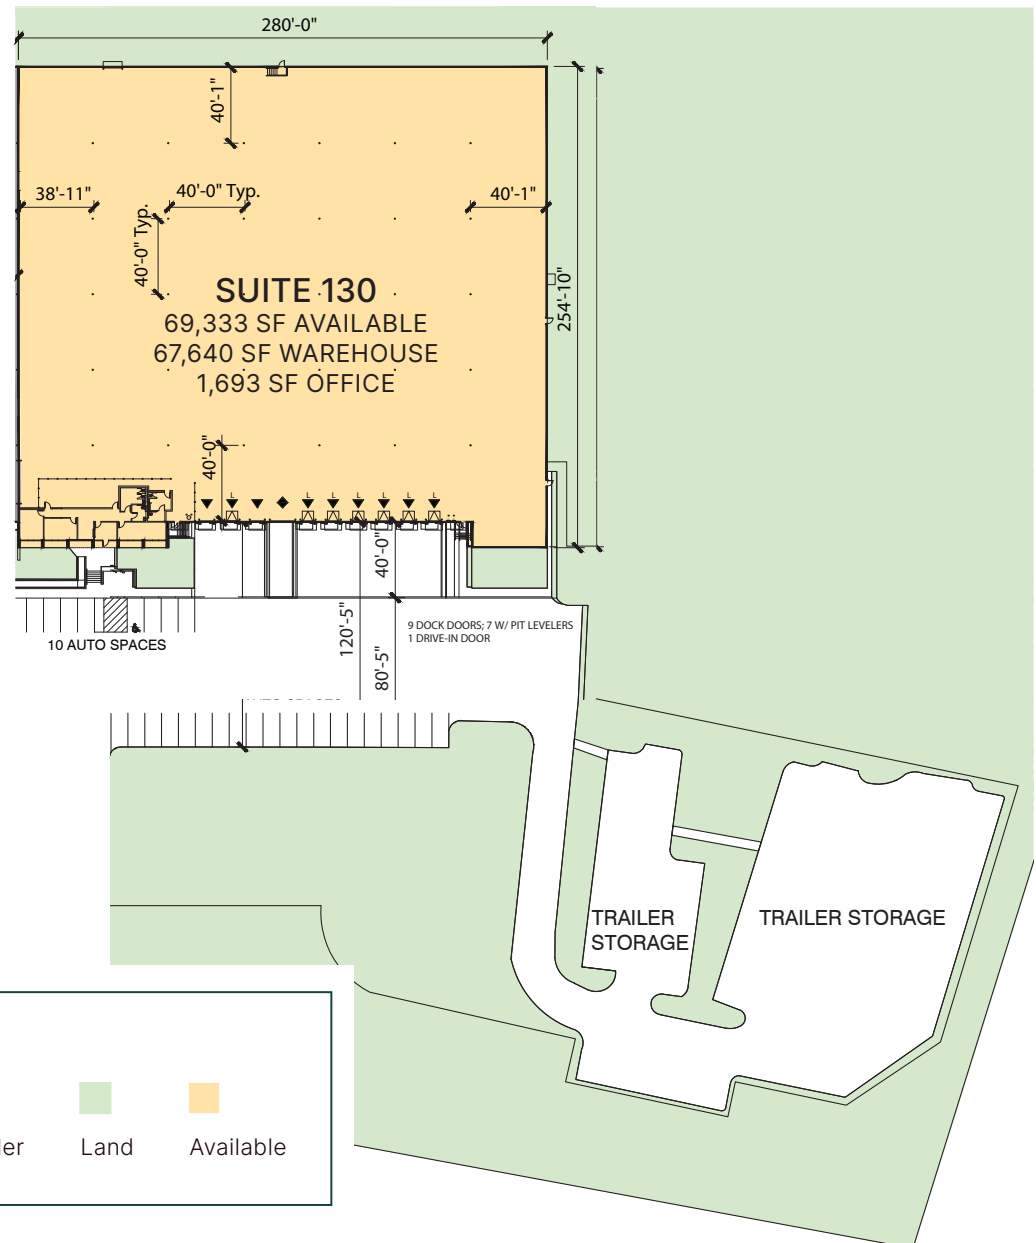 280'-0"
40'-1"
38'-11"
40'-0" Typ.
40'-1"
40'-0" Typ.
SUITE 130
69,333 SF AVAILABLE
67,640 SF WAREHOUSE
1,693 SF OFFICE
254'-10"
40'-0"
L
L
L
L
L
L
L
40'-0"
120'-5"
80'-5"
9 DOCK DOORS; 7 W/ PIT LEVELERS
1 DRIVE-IN DOOR
10 AUTO SPACES
TRAILER
STORAGE
TRAILER STORAGE
Land
Available